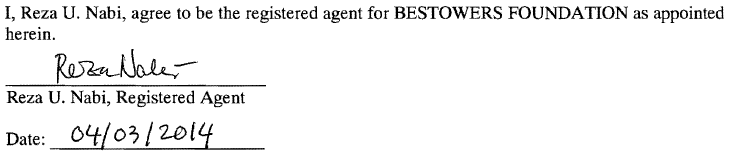 I, Reza U. Nabi, agree to be the registered agent for BESTOWERS FOUNDATION as appointed
herein.
Reza Nabi
Reza U. Nabi, Registered Agent
Date: 04/03/2014